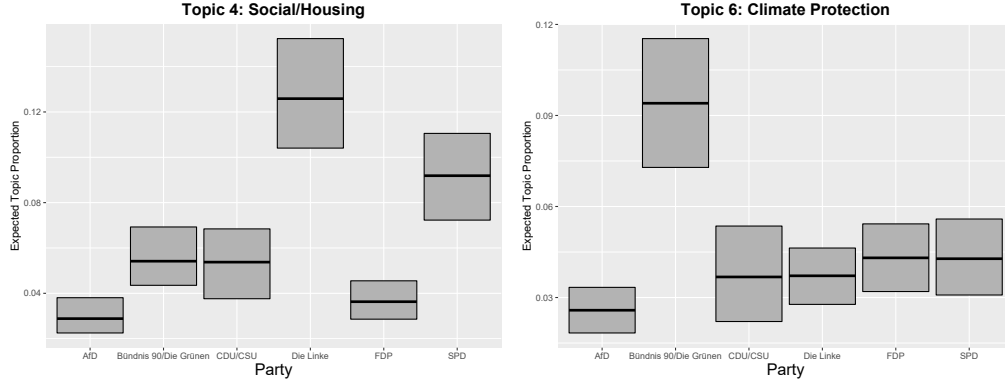 Topic 4: Social/Housing
Expected Topic Proportion
0.12
0.08
0.04
AfD Bündnis 90/Die Grünen CDU/CSU Die Linke FDP SPD
Party
Topic 6: Climate Protection
Expected Topic Proportion
0.12
0.09
0.06
0.03
AfD Bündnis 90/Die Grünen CDU/CSU Die Linke FDP SPD
Party